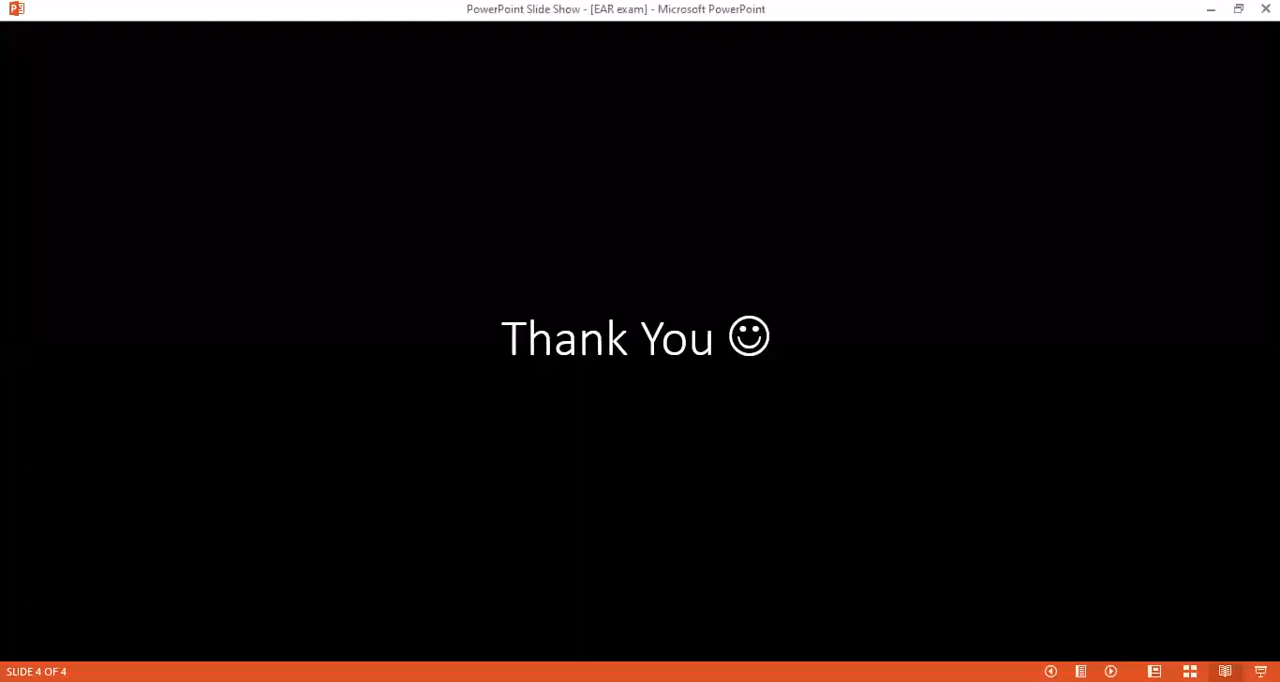 PowerPoint Slide Show - [EAR exam] - Microsoft PowerPoint
Thank You ☺
SLIDE 4 OF 4